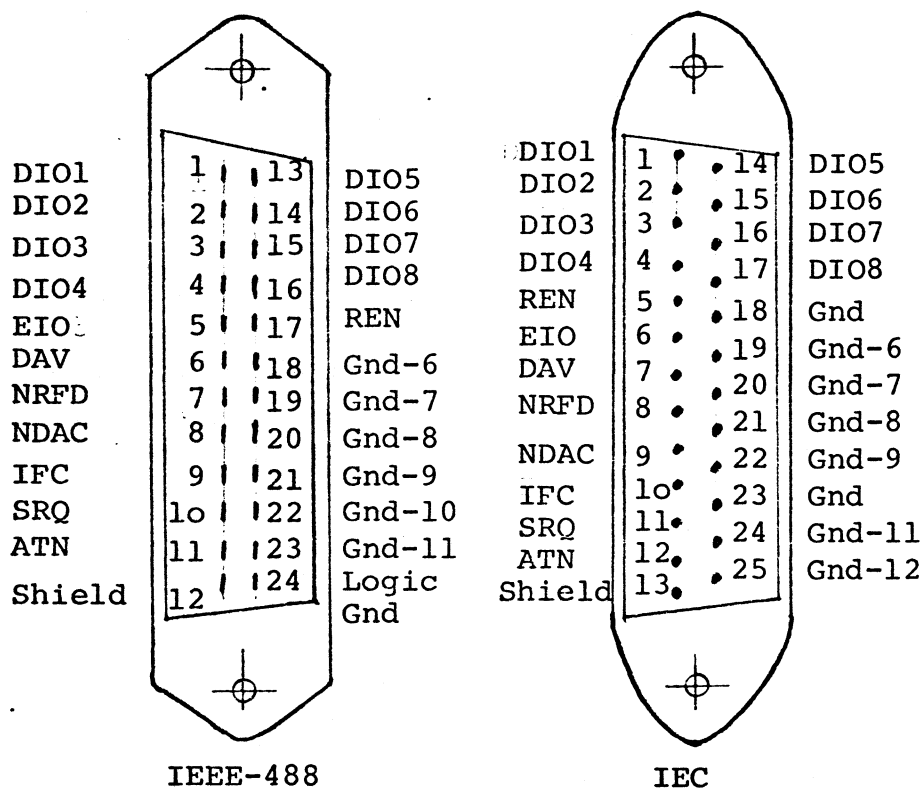 DIO1 1 13 DIO5
DIO2 2 14 DIO6
DIO3 3 15 DIO7
DIO4 4 16 DIO8
EIO 5 17 REN
DAV 6 18 Gnd-6
NRFD 7 19 Gnd-7
NDAC 8 20 Gnd-8
IFC 9 21 Gnd-9
SRQ 10 22 Gnd-10
ATN 11 23 Gnd-11
Shield 12 24 Logic
Gnd
IEEE-488
DIO1 1 14 DIO5
DIO2 2 15 DIO6
DIO3 3 16 DIO7
DIO4 4 17 DIO8
REN 5 18 Gnd
EIO 6 19 Gnd-6
DAV 7 20 Gnd-7
NRFD 8 21 Gnd-8
NDAC 9 22 Gnd-9
IFC 10 23 Gnd
SRQ 11 24 Gnd-11
ATN 12 25 Gnd-12
Shield 13
IEC